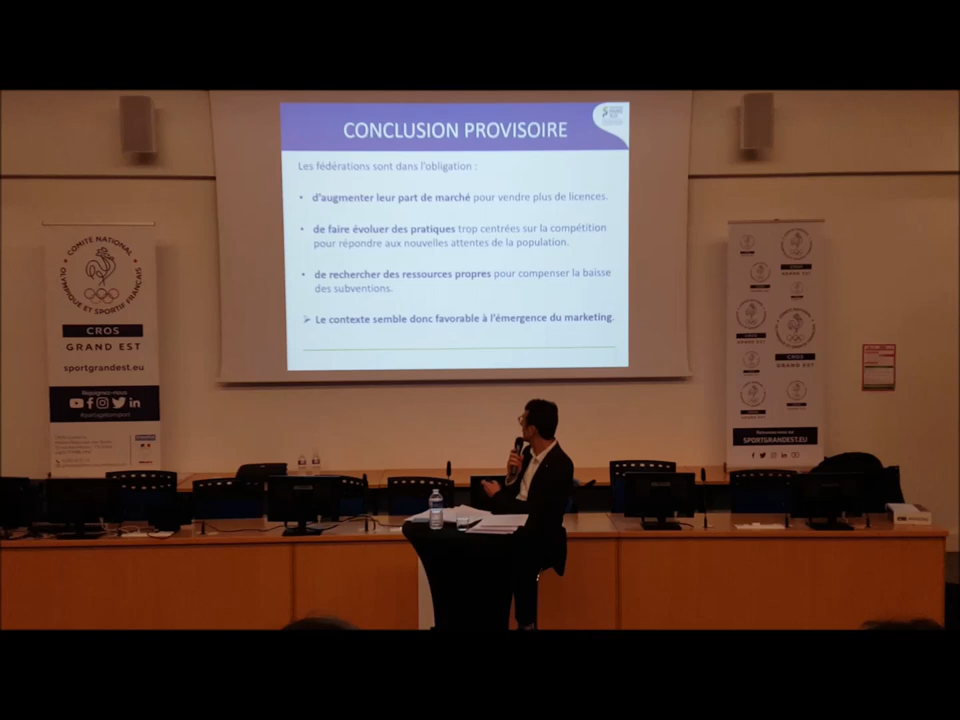 CONCLUSION PROVISOIRE
Les fédérations sont dans l'obligation :
• d'augmenter leur part de marché pour vendre plus de licences.
• de faire évoluer des pratiques trop centrées sur la compétition
pour répondre aux nouvelles attentes de la population.
• de rechercher des ressources propres pour compenser la baisse
des subventions.
➢ Le contexte semble donc favorable à l'émergence du marketing.
COMITÉ NATIONAL
OLYMPIQUE ET SPORTIF FRANÇAIS
CROS
GRAND EST
sportgrandest.eu
Rejoignez-nous
#partagetonsport
CROS
GRAND EST
SPORTGRANDEST.EU